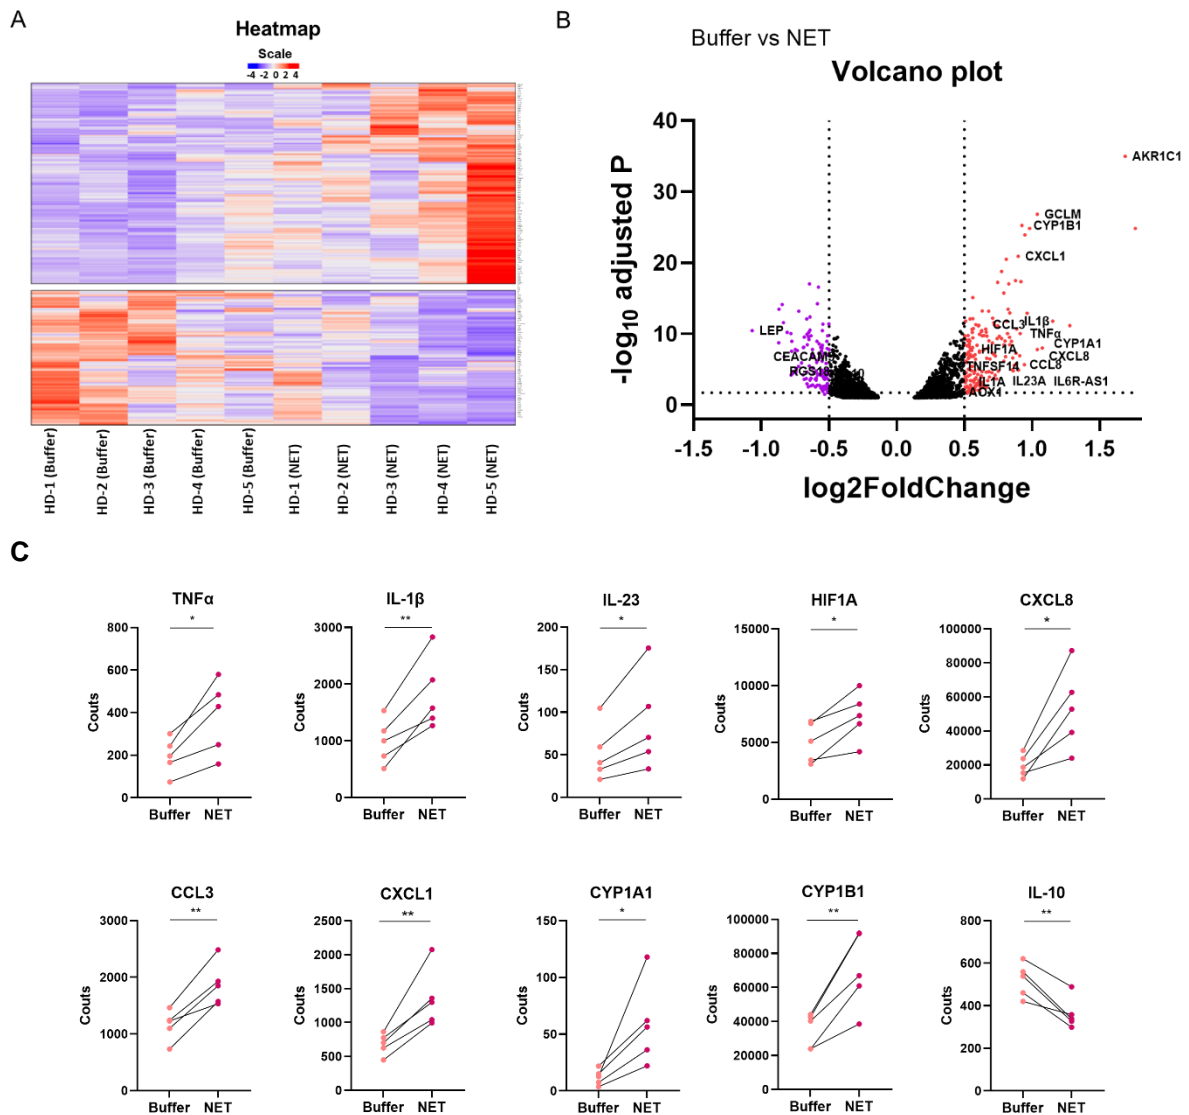 A
Heatmap
Scale
-4 -2 0 2 4
HD-1 (Buffer)
HD-2 (Buffer)
HD-3 (Buffer)
HD-4 (Buffer)
HD-5 (Buffer)
HD-1 (NET)
HD-2 (NET)
HD-3 (NET)
HD-4 (NET)
HD-5 (NET)
B
Buffer vs NET
Volcano plot
-log10 adjusted P
40
30
20
10
0
AKR1C1
GCLM
CYP1B1
CXCL1
LEP
CCL3
IL1β
TNFα
CYP1A1
HIF1A
CXCL8
CEACAM
TNFSF14
CCL8
RGS16
10
IL1A
IL23A
IL6R-AS1
AOX1
-1.5 -1.0 -0.5 0.0 0.5 1.0 1.5
log2FoldChange
C
TNFα
*
Couts
800
600
400
200
0
Buffer NET
IL-1β
**
Couts
3000
2000
1000
0
Buffer NET
IL-23
*
Couts
200
150
100
50
0
Buffer NET
HIF1A
*
Couts
15000
10000
5000
0
Buffer NET
CXCL8
*
Couts
100000
80000
60000
40000
20000
0
Buffer NET
CCL3
**
Couts
3000
2000
1000
0
Buffer NET
CXCL1
**
Couts
2500
2000
1500
1000
500
0
Buffer NET
CYP1A1
*
Couts
150
100
50
0
Buffer NET
CYP1B1
**
Couts
100000
80000
60000
40000
20000
0
Buffer NET
IL-10
**
Couts
800
600
400
200
0
Buffer NET